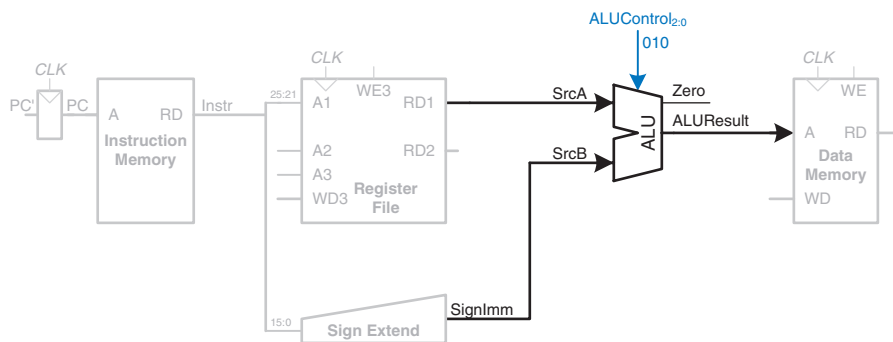 ALUControl2:0
010
CLK
CLK
CLK
PC'
PC
A
RD
Instr
Instruction
Memory
25:21
A1
WE3
RD1
A2
RD2
A3
WD3
Register
File
SrcA
SrcB
ALU
Zero
ALUResult
WE
A
RD
Data
Memory
WD
SignImm
15:0
Sign Extend